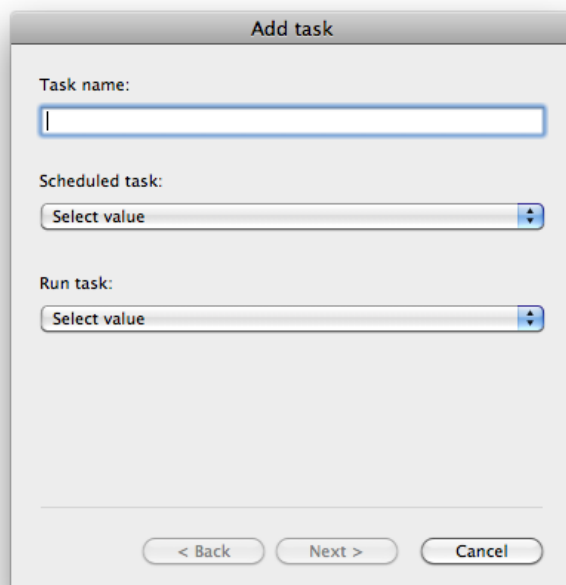 Add task
Task name:
Scheduled task:
Select value
Run task:
Select value
< Back Next > Cancel